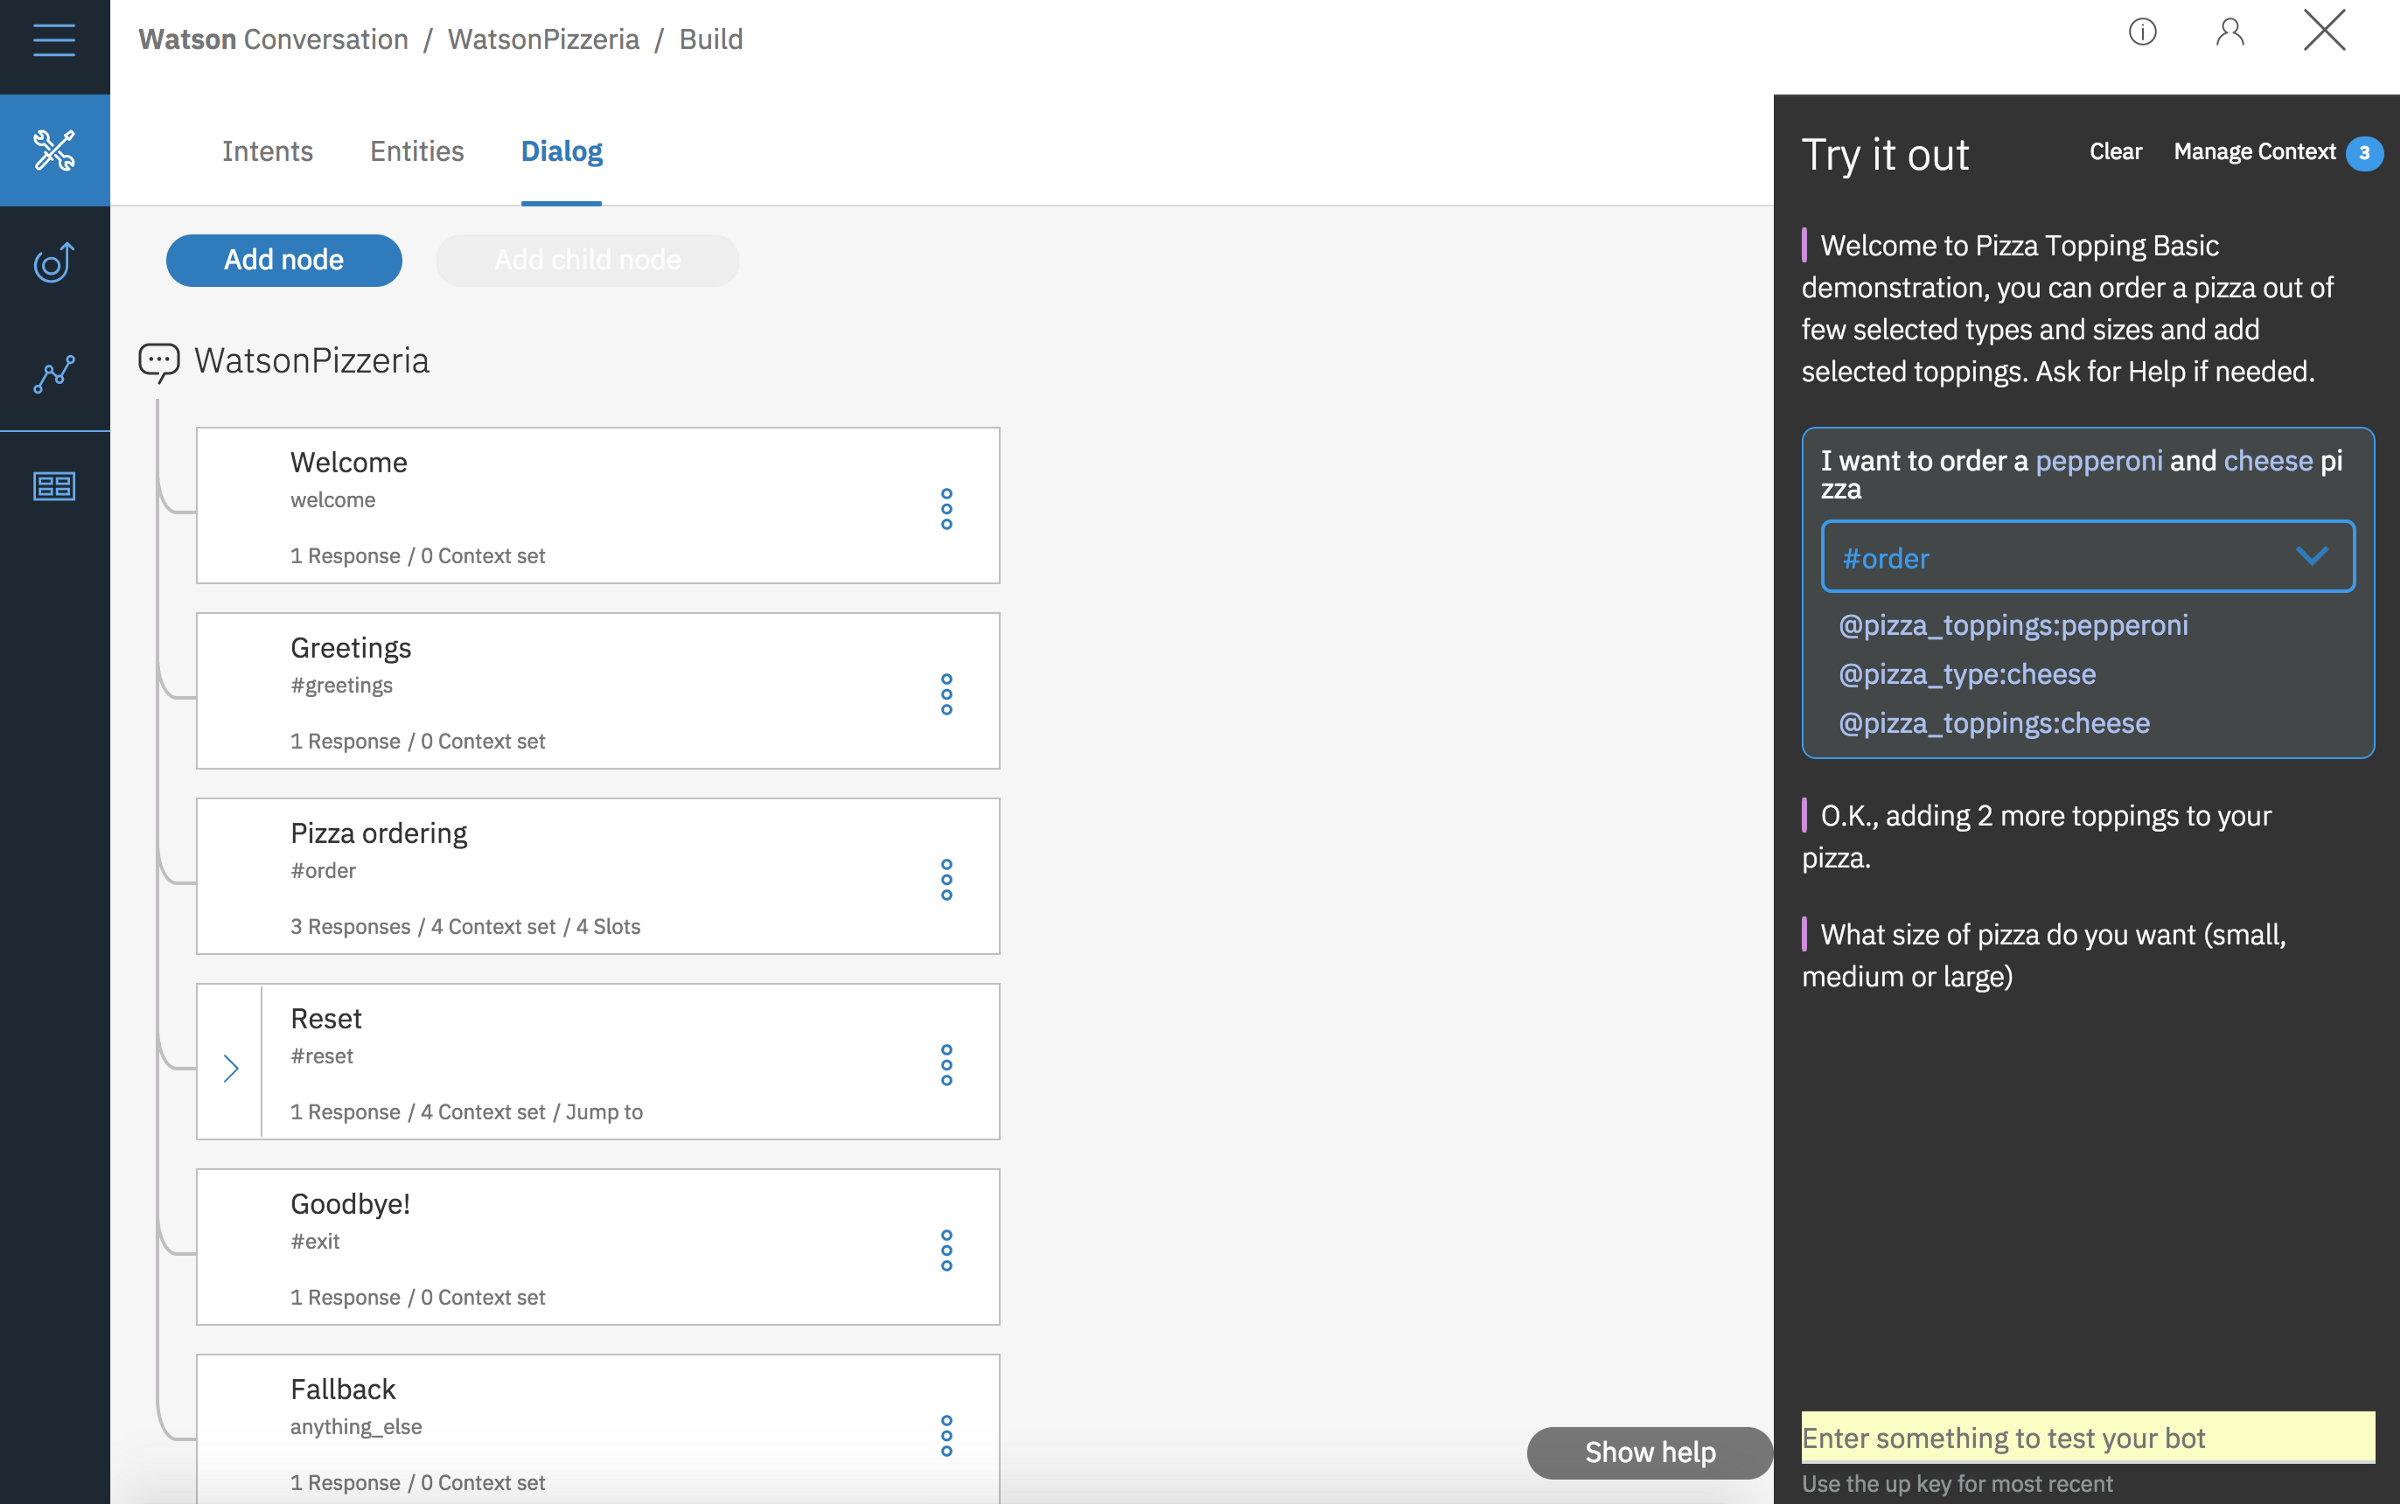 Watson Conversation / WatsonPizzeria / Build
Intents Entities Dialog
Add node Add child node
WatsonPizzeria
Welcome
welcome
1 Response / 0 Context set
Greetings
#greetings
1 Response / 0 Context set
Pizza ordering
#order
3 Responses / 4 Context set / 4 Slots
Reset
#reset
1 Response / 4 Context set / Jump to
Goodbye!
#exit
1 Response / 0 Context set
Fallback
anything_else
1 Response / 0 Context set
Show help
Try it out Clear Manage Context 3
Welcome to Pizza Topping Basic
demonstration, you can order a pizza out of
few selected types and sizes and add
selected toppings. Ask for Help if needed.
I want to order a pepperoni and cheese pi
zza
#order
@pizza_toppings:pepperoni
@pizza_type:cheese
@pizza_toppings:cheese
O.K., adding 2 more toppings to your
pizza.
What size of pizza do you want (small,
medium or large)
Enter something to test your bot
Use the up key for most recent